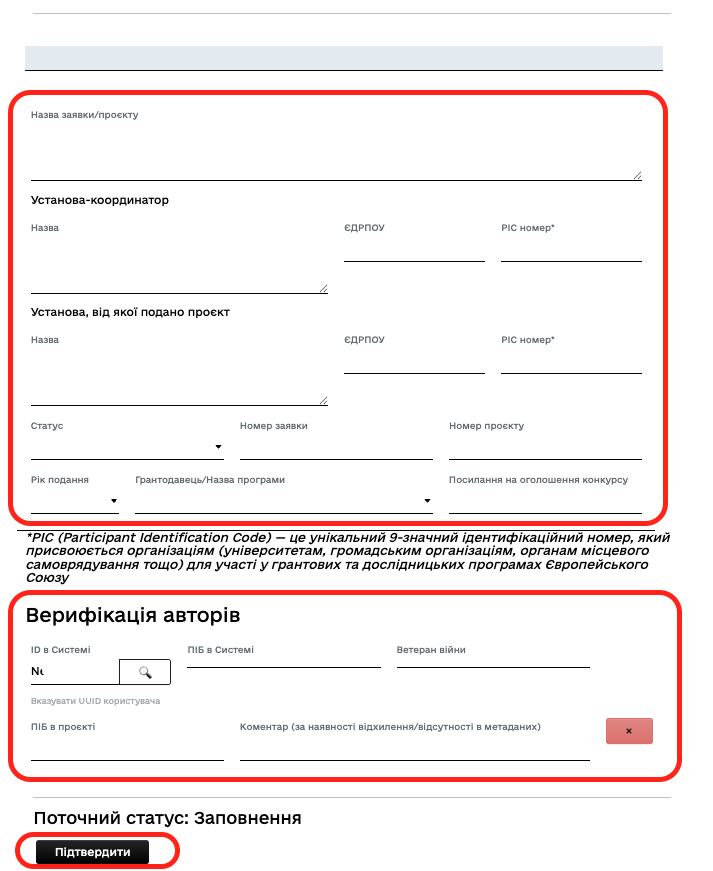 Назва заявки/проєкту
Установа-координатор
Назва ЄДРПОУ PIC номер*
Установа, від якої подано проєкт
Назва ЄДРПОУ PIC номер*
Статус Номер заявки Номер проєкту
Рік подання Грантодавець/Назва програми Посилання на оголошення конкурсу
*PIC (Participant Identification Code) — це унікальний 9-значний ідентифікаційний номер, який
присвоюється організаціям (університетам, громадським організаціям, органам місцевого
самоврядування тощо) для участі у грантових та дослідницьких програмах Європейського
Союзу
Верифікація авторів
ID в Системі ПІБ в Системі Ветеран війни
Вказувати UUID користувача
ПІБ в проєкті Коментар (за наявності відхилення/відсутності в метаданих)
×
Поточний статус: Заповнення
Підтвердити